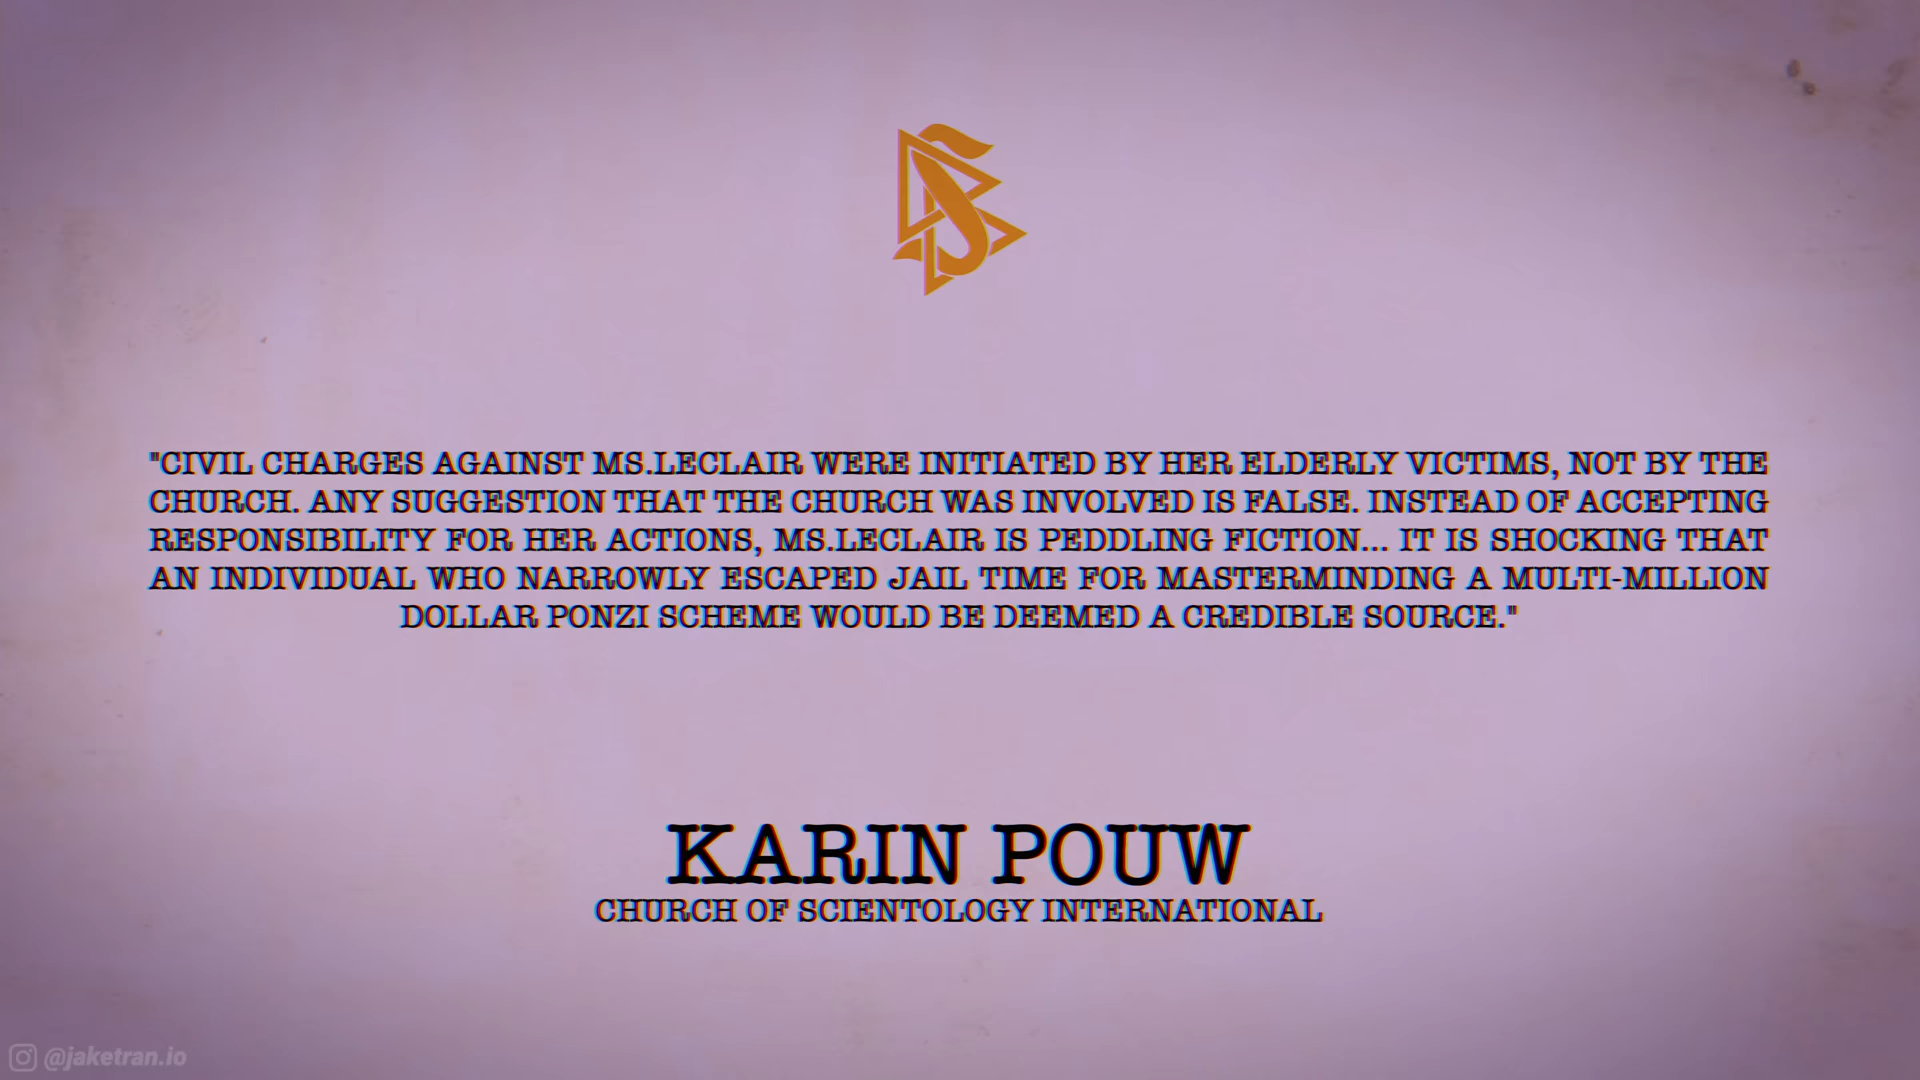 "CIVIL CHARGES AGAINST MS.LECLAIR WERE INITIATED BY HER ELDERLY VICTIMS, NOT BY THE
CHURCH. ANY SUGGESTION THAT THE CHURCH WAS INVOLVED IS FALSE. INSTEAD OF ACCEPTING
RESPONSIBILITY FOR HER ACTIONS, MS.LECLAIR IS PEDDLING FICTION... IT IS SHOCKING THAT
AN INDIVIDUAL WHO NARROWLY ESCAPED JAIL TIME FOR MASTERMINDING A MULTI-MILLION
DOLLAR PONZI SCHEME WOULD BE DEEMED A CREDIBLE SOURCE."
KARIN POUW
CHURCH OF SCIENTOLOGY INTERNATIONAL
@jaketran.io